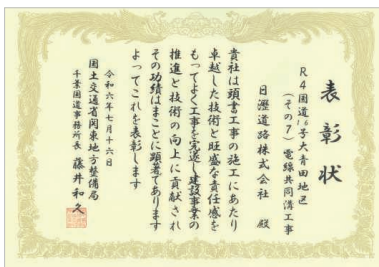 表彰状
R4国道16号大青田地区
(その7)電線共同溝工事
日瀝道路株式会社 殿
貴社は頭書工事の施工にあたり
卓越した技術と旺盛な責任感を
もってよく工事を完遂し建設事業の
推進と技術の向上に貢献され
その功績はまことに顕著であります
よってこれを表彰します
令和六年七月十六日
国土交通省関東地方整備局
千葉国道事務所長 藤井和久